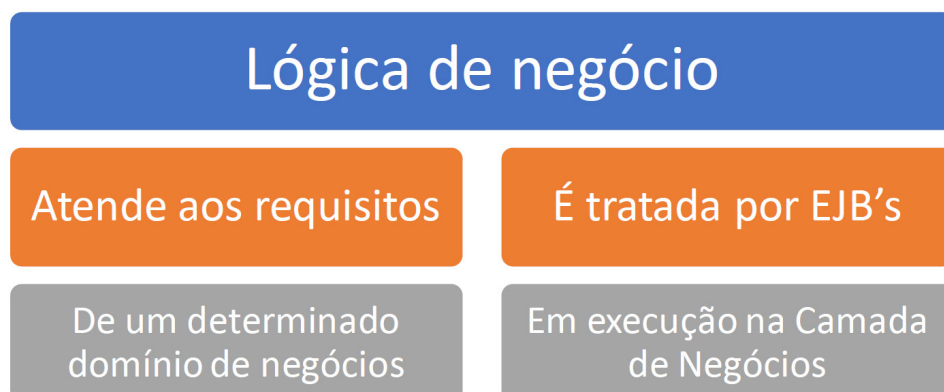 Lógica de negócio
Atende aos requisitos
É tratada por EJB's
De um determinado
domínio de negócios
Em execução na Camada
de Negócios